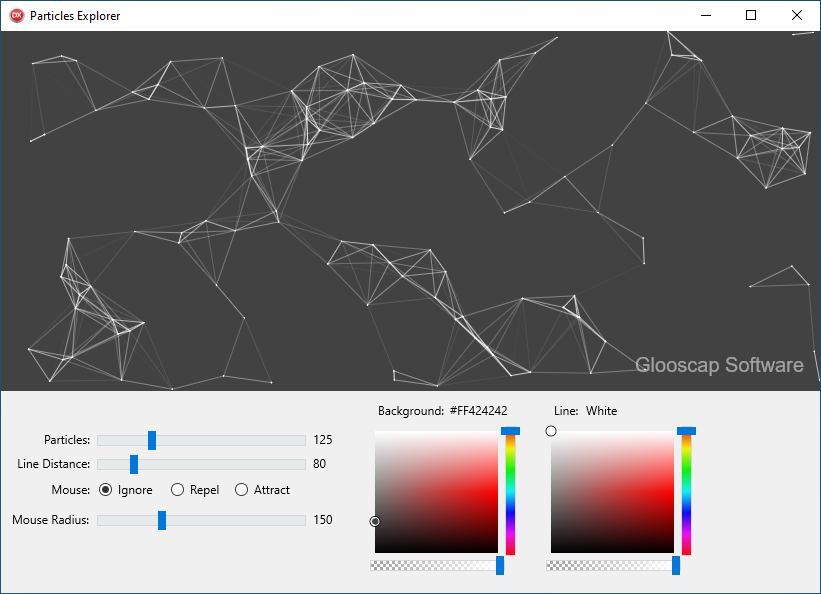 DX Particles Explorer
Glooscap Software
Background: #FF424242 Line: White
Particles: 125
Line Distance: 80
Mouse: Ignore Repel Attract
Mouse Radius: 150